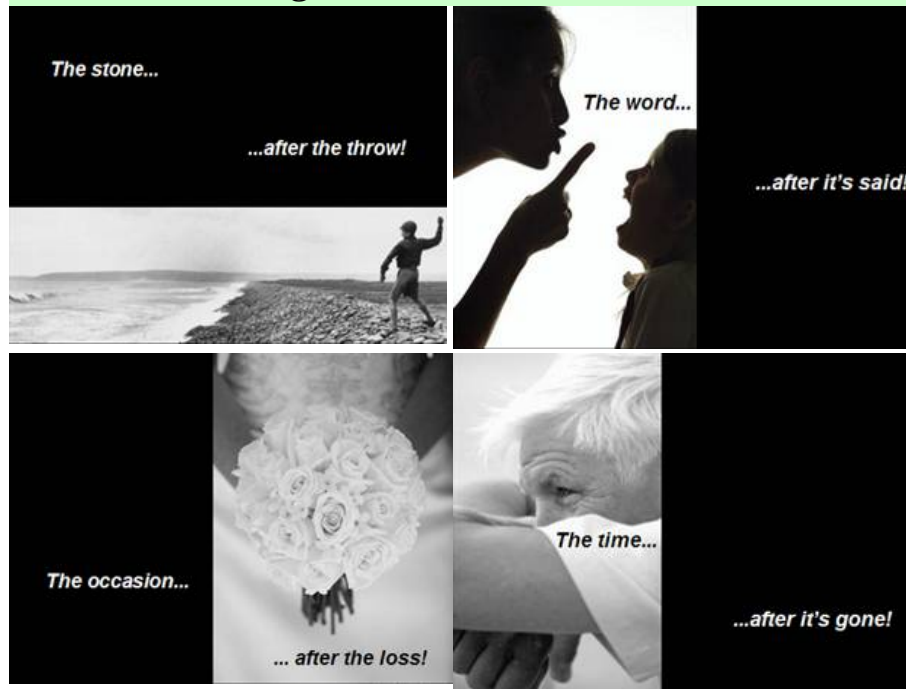 The stone...
...after the throw!
The word...
...after it's said!
The occasion...
... after the loss!
The time...
...after it's gone!